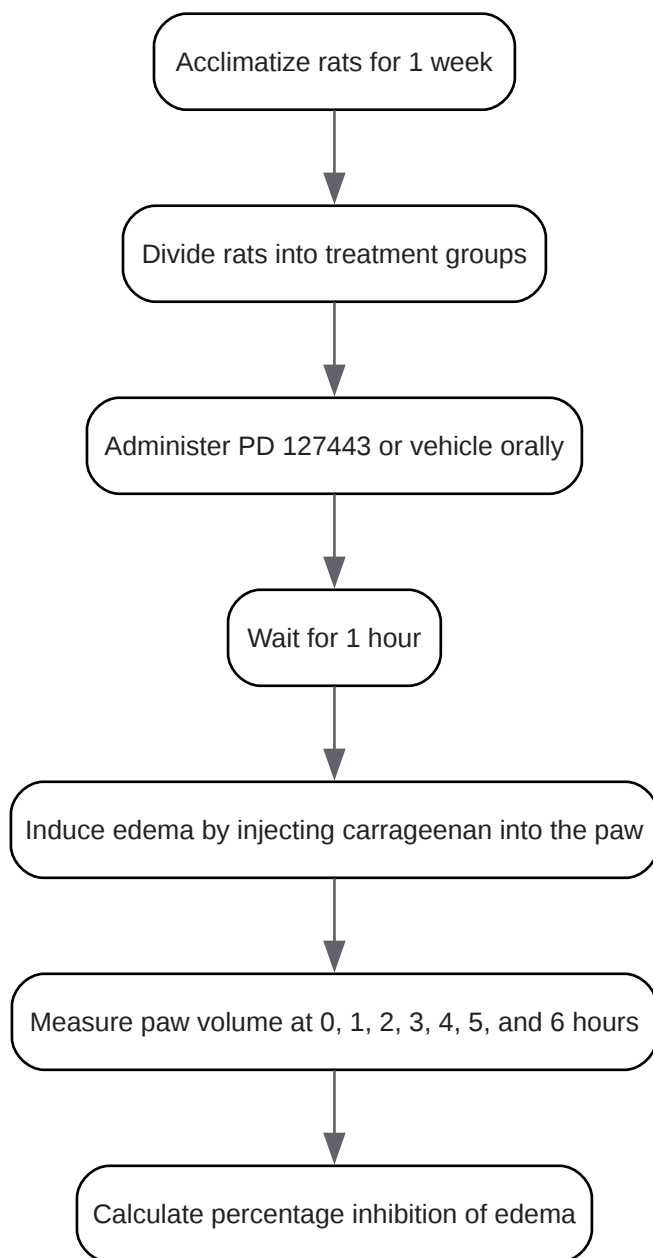 Acclimatize rats for 1 week
Divide rats into treatment groups
Administer PD 127443 or vehicle orally
Wait for 1 hour
Induce edema by injecting carrageenan into the paw
Measure paw volume at 0, 1, 2, 3, 4, 5, and 6 hours
Calculate percentage inhibition of edema